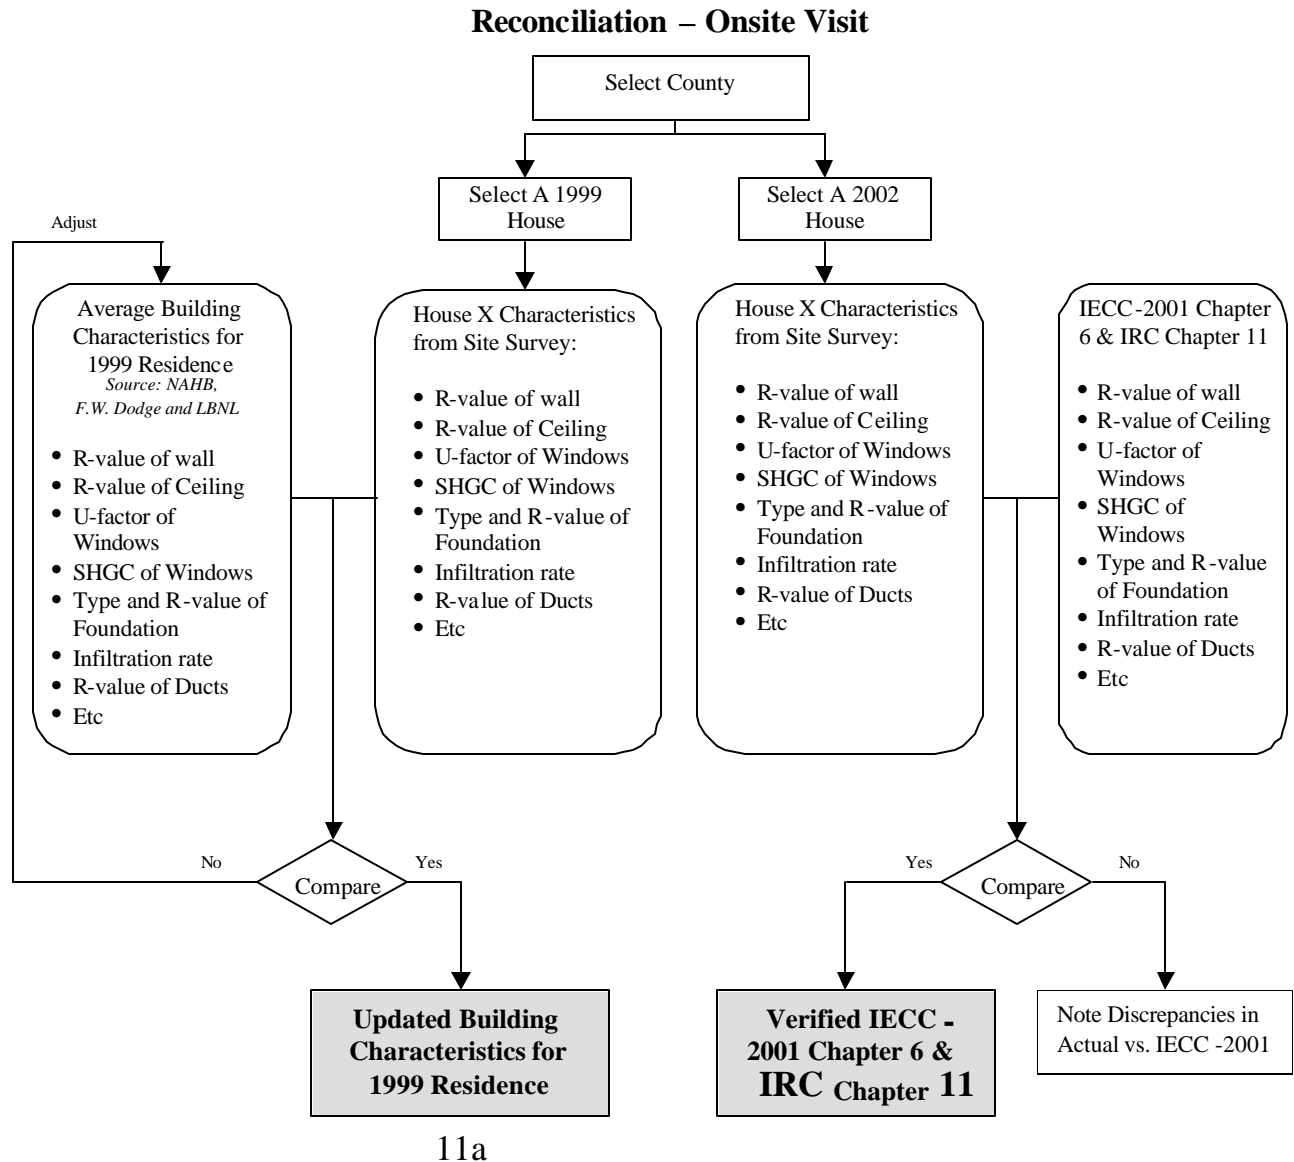 Reconciliation – Onsite Visit
Select County
Select A 1999
House
Select A 2002
House
Adjust
Average Building
Characteristics for
1999 Residence
Source: NAHB,
F.W. Dodge and LBNL
• R-value of wall
• R-value of Ceiling
• U-factor of
Windows
• SHGC of Windows
• Type and R-value of
Foundation
• Infiltration rate
• R-value of Ducts
• Etc
House X Characteristics
from Site Survey:
• R-value of wall
• R-value of Ceiling
• U-factor of Windows
• SHGC of Windows
• Type and R-value of
Foundation
• Infiltration rate
• R-value of Ducts
• Etc
House X Characteristics
from Site Survey:
• R-value of wall
• R-value of Ceiling
• U-factor of Windows
• SHGC of Windows
• Type and R-value of
Foundation
• Infiltration rate
• R-value of Ducts
• Etc
IECC-2001 Chapter
6 & IRC Chapter 11
• R-value of wall
• R-value of Ceiling
• U-factor of
Windows
• SHGC of
Windows
• Type and R-value
of Foundation
• Infiltration rate
• R-value of Ducts
• Etc
No
Compare
Yes
Yes
Compare
No
Updated Building
Characteristics for
1999 Residence
Verified IECC -
2001 Chapter 6 &
IRC Chapter 11
Note Discrepancies in
Actual vs. IECC -2001
11a